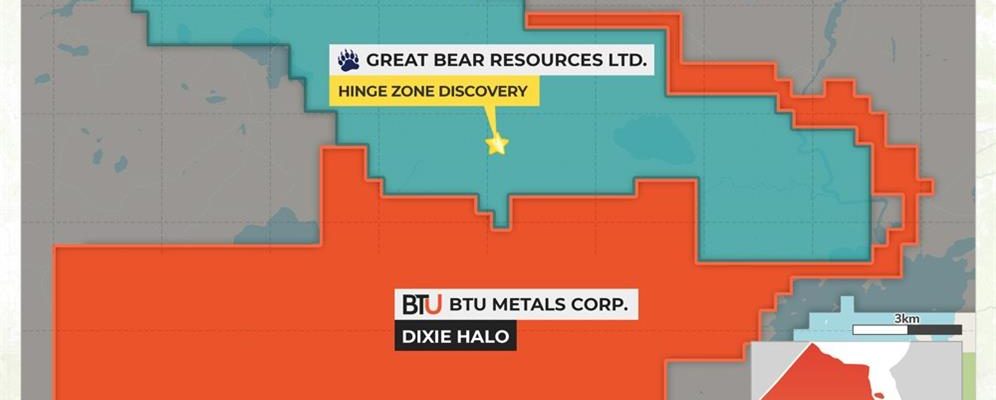 GREAT BEAR RESOURCES LTD.
HINGE ZONE DISCOVERY
BTU BTU METALS CORP.
DIXIE HALO
3km